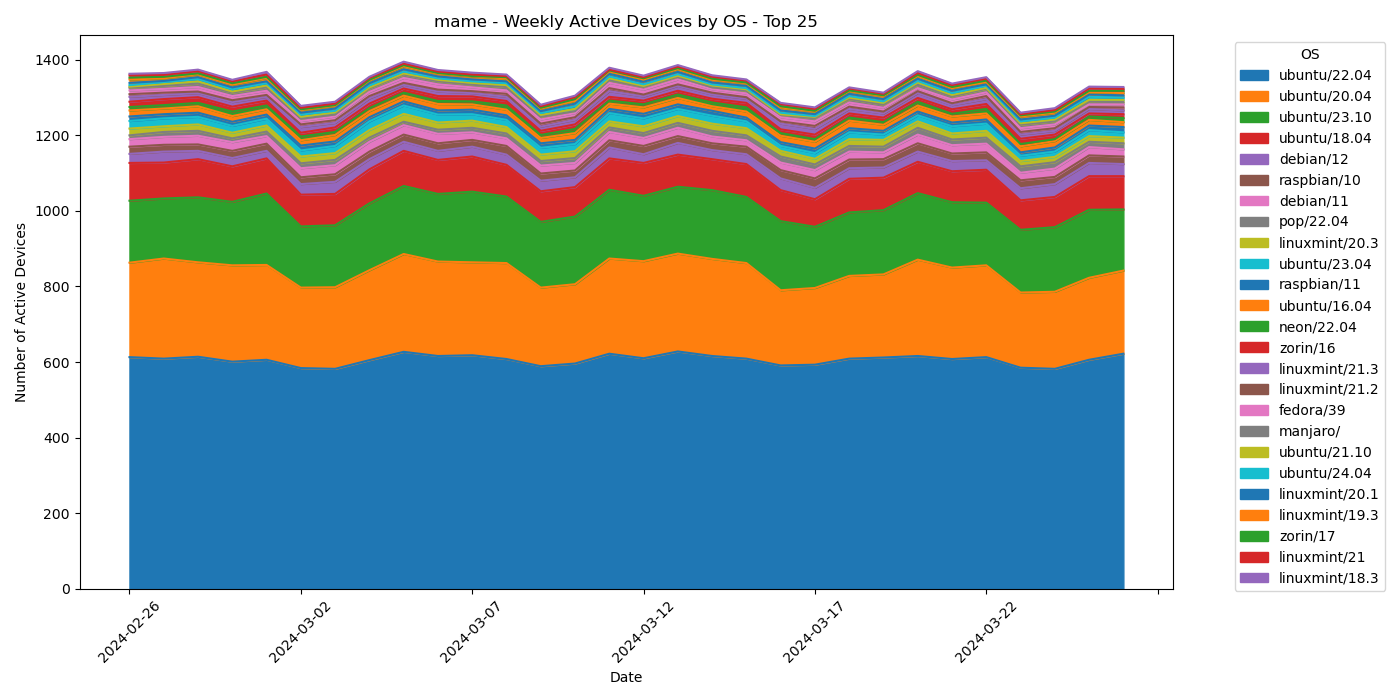 mame - Weekly Active Devices by OS - Top 25
Number of Active Devices
1400
1200
1000
800
600
400
200
0
2024-02-26
2024-03-02
2024-03-07
2024-03-12
2024-03-17
2024-03-22
Date
OS
ubuntu/22.04
ubuntu/20.04
ubuntu/23.10
ubuntu/18.04
debian/12
raspbian/10
debian/11
pop/22.04
linuxmint/20.3
ubuntu/23.04
raspbian/11
ubuntu/16.04
neon/22.04
zorin/16
linuxmint/21.3
linuxmint/21.2
fedora/39
manjaro/
ubuntu/21.10
ubuntu/24.04
linuxmint/20.1
linuxmint/19.3
zorin/17
linuxmint/21
linuxmint/18.3